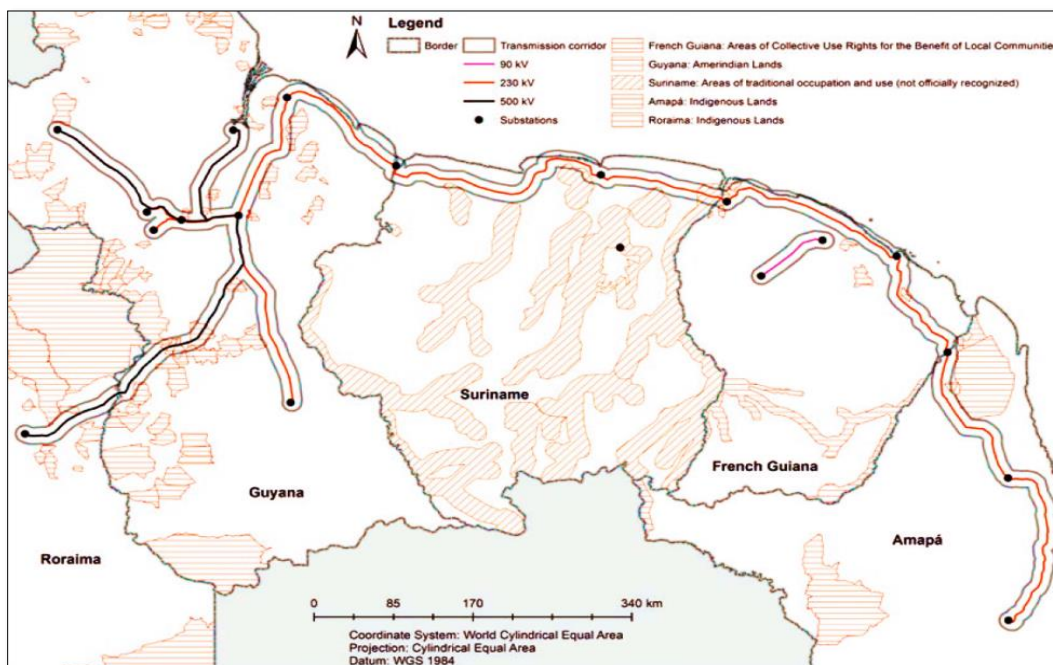 Legend
N
Border
Transmission corridor
90 kV
230 kV
500 kV
Substations
French Guiana: Areas of Collective Use Rights for the Benefit of Local Communitie
Guyana: Amerindian Lands
Suriname: Areas of traditional occupation and use (not officially recognized)
Amapá: Indigenous Lands
Roraima: Indigenous Lands
Suriname
French Guiana
Guyana
Amapá
Roraima
0 85 170 340 km
Coordinate System: World Cylindrical Equal Area
Projection: Cylindrical Equal Area
Datum: WGS 1984